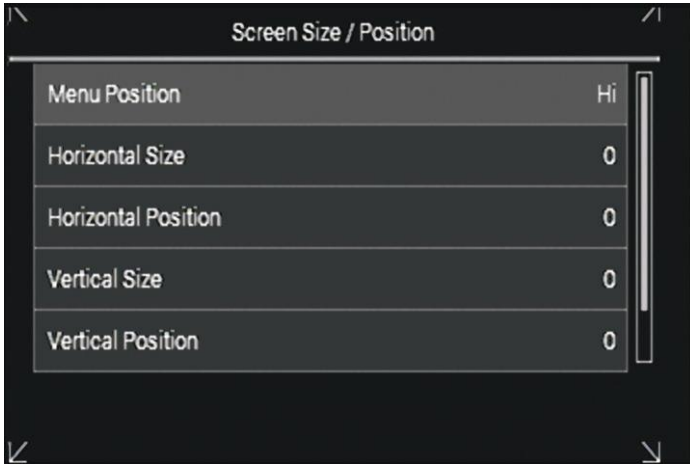 Screen Size / Position
Menu Position Hi
Horizontal Size 0
Horizontal Position 0
Vertical Size 0
Vertical Position 0